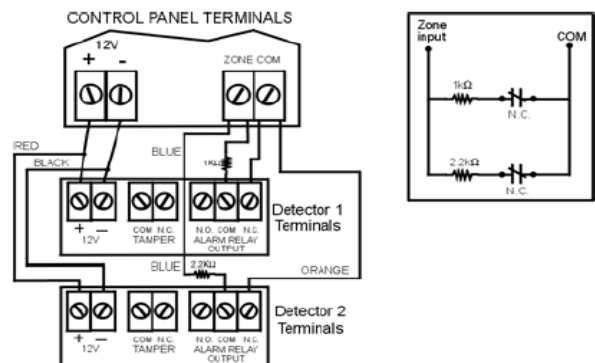 CONTROL PANEL TERMINALS
12V
+ -
ZONE COM
RED
BLACK
BLUE
1KΩ
+ -
12V
COM N.C.
TAMPER
N.O. COM N.C.
ALARM RELAY
OUTPUT
Detector 1
Terminals
BLUE
2.2KΩ
ORANGE
+ -
12V
COM N.C.
TAMPER
N.O. COM N.C.
ALARM RELAY
OUTPUT
Detector 2
Terminals
Zone
input
COM
1kΩ
N.C.
2.2kΩ
N.C.